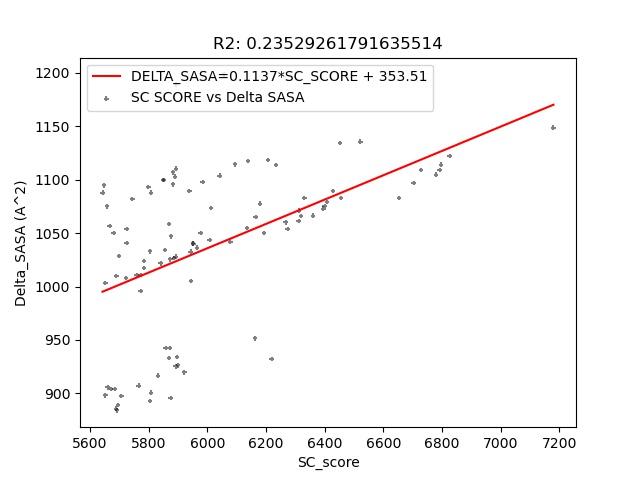 R2: 0.23529261791635514
DELTA_SASA=0.1137*SC_SCORE + 353.51
SC SCORE vs Delta SASA
1200
1150
1100
1050
1000
950
900
Delta_SASA (A^2)
5600 5800 6000 6200 6400 6600 6800 7000 7200
SC_score